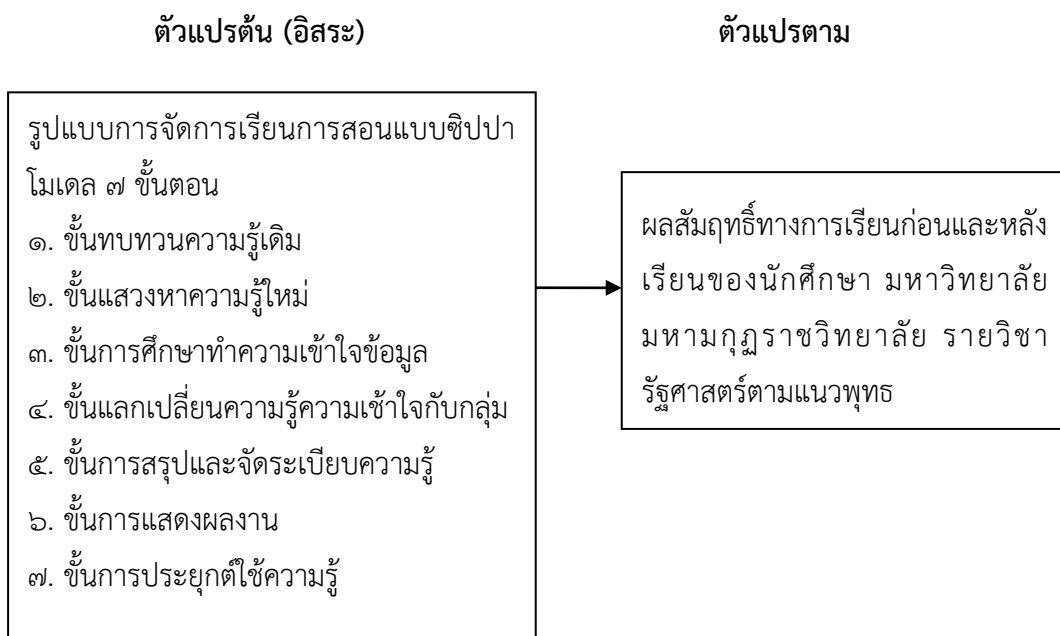 ตัวแปรต้น (อิสระ)
ตัวแปรตาม
รูปแบบการจัดการเรียนการสอนแบบซิปปา
โมเดล ๗ ขั้นตอน
๑. ขั้นทบทวนความรู้เดิม
๒. ขั้นแสวงหาความรู้ใหม่
๓. ขั้นการศึกษาทำความเข้าใจข้อมูล
๔. ขั้นแลกเปลี่ยนความรู้ความเช้าใจกับกลุ่ม
๕. ขั้นการสรุปและจัดระเบียบความรู้
๖. ขั้นการแสดงผลงาน
๗. ขั้นการประยุกต์ใช้ความรู้
ผลสัมฤทธิ์ทางการเรียนก่อนและหลัง
เรียนของนักศึกษา มหาวิทยาลัย
มหามกุฏราชวิทยาลัย รายวิชา
รัฐศาสตร์ตามแนวพุทธ